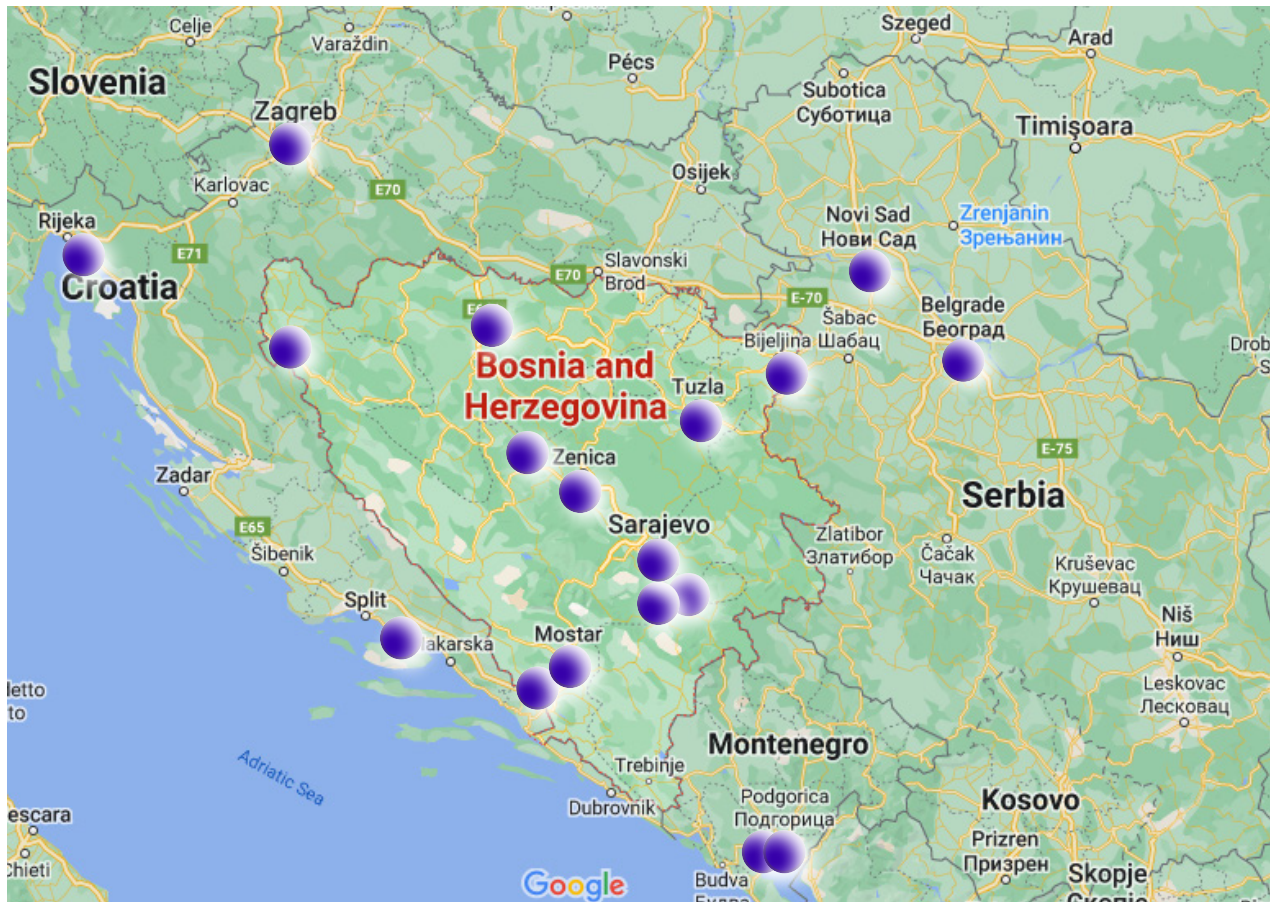 Celje
Varaždin
Szeged
Arad
Pécs
Slovenia
Subotica
Суботица
Zagreb
Timișoara
Osijek
Karlovac
E70
Rijeka
Novi Sad
Нови Сад
Zrenjanin
Зрењанин
E71
Slavonski
Brod
E70
Croatia
E-70
Belgrade
Београд
Šabac
Шабац
Bijeljina
Bosnia and
Herzegovina
Tuzla
E-75
Zenica
Zadar
Serbia
E65
Sarajevo
Zlatibor
Златибор
Čačak
Чачак
Šibenik
Kruševac
Крушевац
Split
Niš
Ниш
Mostar
Leskovac
Лесковац
Adriatic Sea
Montenegro
Trebinje
Dubrovnik
Podgorica
Подгорица
Kosovo
Prizren
Призрен
Skopje
Google
Budva